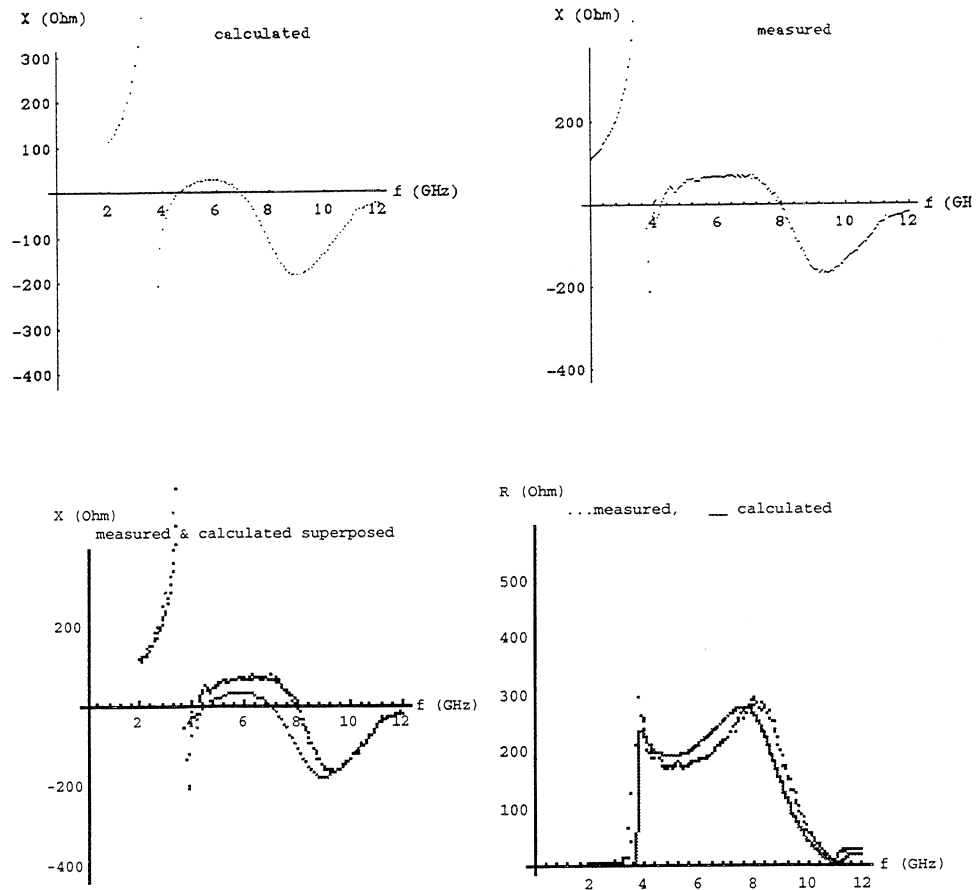 X (Ohm)
calculated
300
200
100
-100
-200
-300
-400
2 4 6 8 10 12
f (GHz)
X (Ohm)
measured
200
-200
-400
4 6 8 10 12
f (GH
X (Ohm)
measured & calculated superposed
200
-200
-400
2 4 6 8 10 12
f (GHz)
R (Ohm)
...measured, __ calculated
500
400
300
200
100
2 4 6 8 10 12
f (GHz)